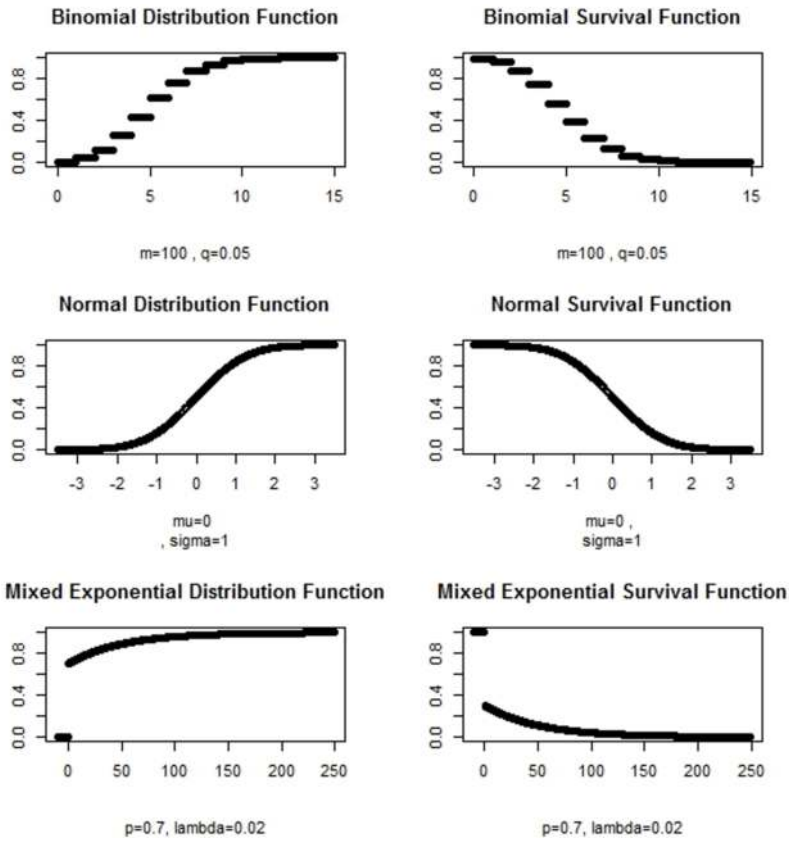 Binomial Distribution Function
0.0 0.4 0.8
0 5 10 15
m=100 , q=0.05
Binomial Survival Function
0.0 0.4 0.8
0 5 10 15
m=100 , q=0.05
Normal Distribution Function
0.0 0.4 0.8
-3 -2 -1 0 1 2 3
mu=0
, sigma=1
Normal Survival Function
0.0 0.4 0.8
-3 -2 -1 0 1 2 3
mu=0 ,
sigma=1
Mixed Exponential Distribution Function
0.0 0.4 0.8
0 50 100 150 200 250
p=0.7, lambda=0.02
Mixed Exponential Survival Function
0.0 0.4 0.8
0 50 100 150 200 250
p=0.7, lambda=0.02